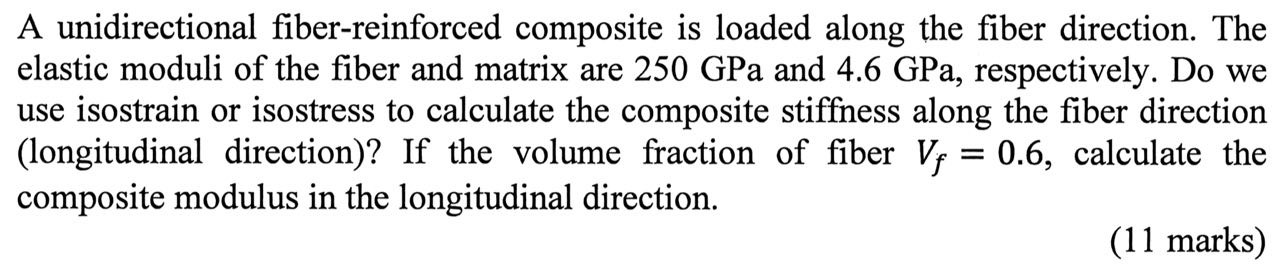 A unidirectional fiber-reinforced composite is loaded along the fiber direction. The
elastic moduli of the fiber and matrix are 250 GPa and 4.6 GPa, respectively. Do we
use isostrain or isostress to calculate the composite stiffness along the fiber direction
(longitudinal direction)? If the volume fraction of fiber V_f = 0.6, calculate the
composite modulus in the longitudinal direction.
(11 marks)